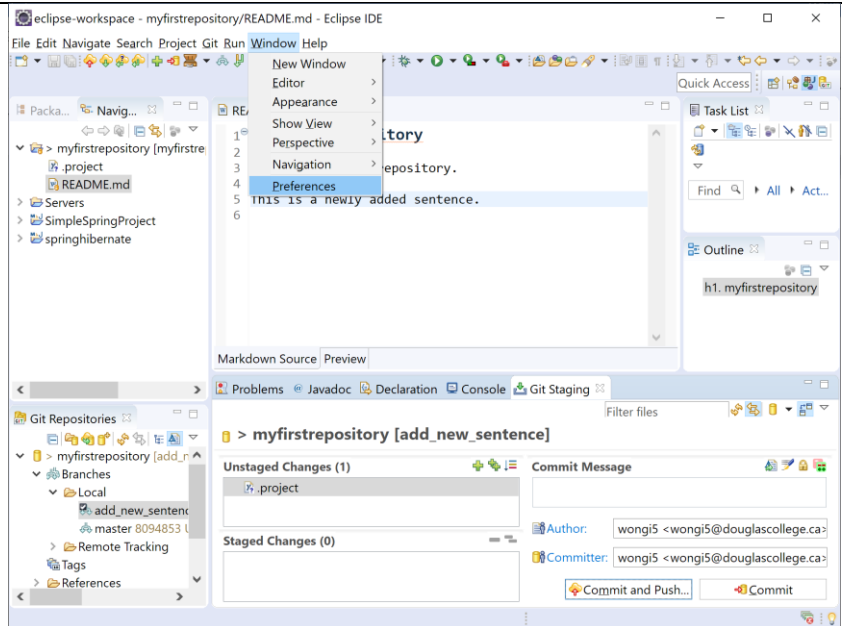 eclipse-workspace - myfirstrepository/README.md - Eclipse IDE
File Edit Navigate Search Project Git Run Window Help
New Window
Editor
Appearance
Show View
Perspective
Navigation
Preferences
Quick Access
Packa... Navig...
> myfirstrepository [myfirstre
.project
README.md
Servers
SimpleSpringProject
springhibernate
RE
1 itory
2
3 epository.
4
5 This is a newly added sentence.
6
Markdown Source Preview
Task List
Find All Act...
Outline
h1. myfirstrepository
Problems Javadoc Declaration Console Git Staging
Filter files
> myfirstrepository [add_new_sentence]
Unstaged Changes (1)
.project
Staged Changes (0)
Commit Message
Author: wongi5 <wongi5@douglascollege.ca>
Committer: wongi5 <wongi5@douglascollege.ca>
Commit and Push... Commit
Git Repositories
> myfirstrepository [add_n
Branches
Local
add_new_sentenc
master 8094853
Remote Tracking
Tags
References